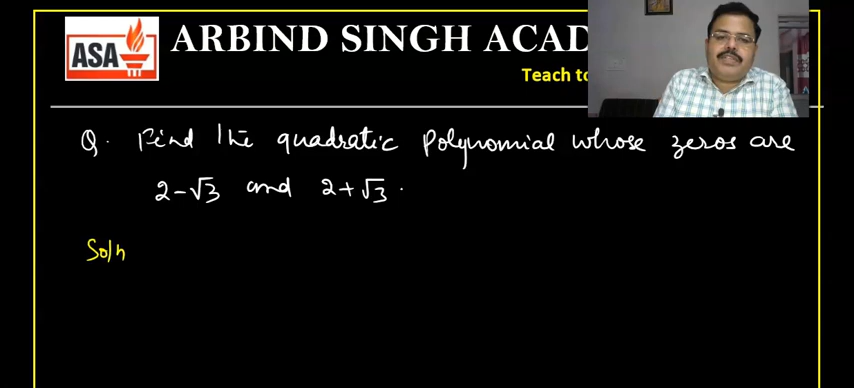 ASA
ARBIND SINGH ACAD
Teach to
Q. Find the quadratic polynomial whose zeros are
2-√3 and 2+√3.
Soln